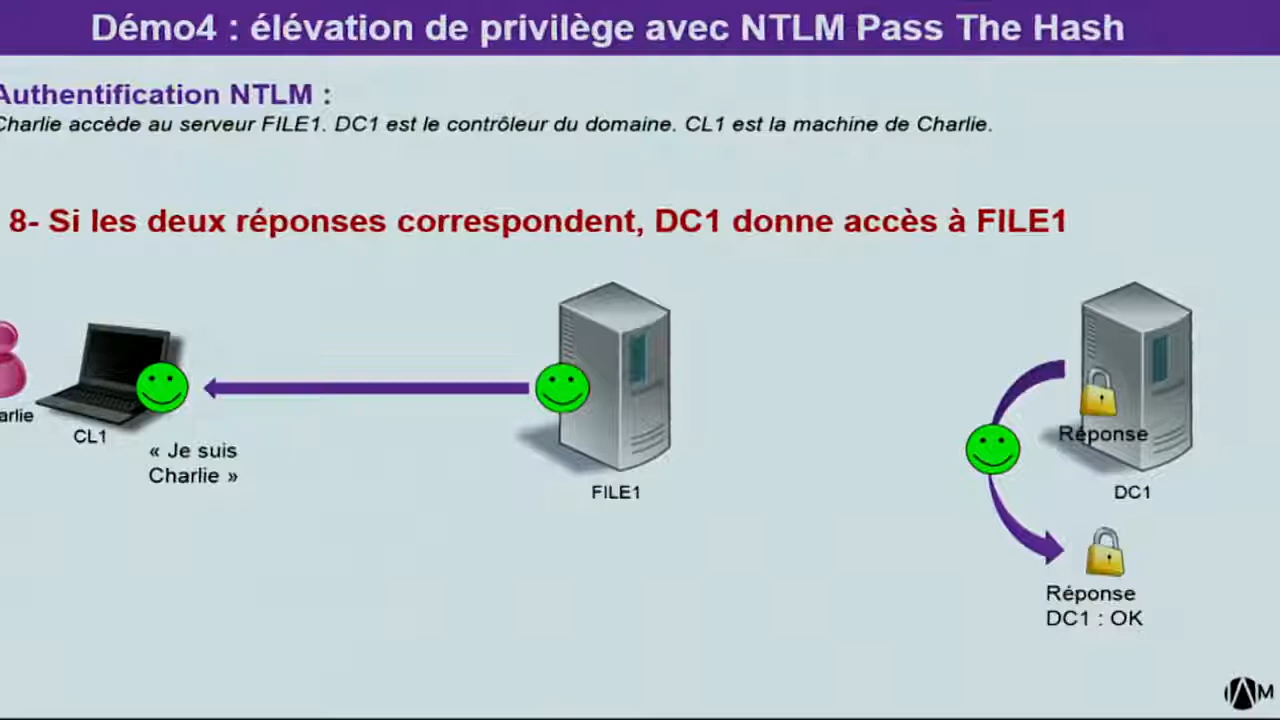 Démo4 : élévation de privilège avec NTLM Pass The Hash
Authentification NTLM :
Charlie accède au serveur FILE1. DC1 est le contrôleur du domaine. CL1 est la machine de Charlie.
8- Si les deux réponses correspondent, DC1 donne accès à FILE1
arlie
CL1
« Je suis
Charlie »
FILE1
Réponse
DC1
Réponse
DC1 : OK
IAM